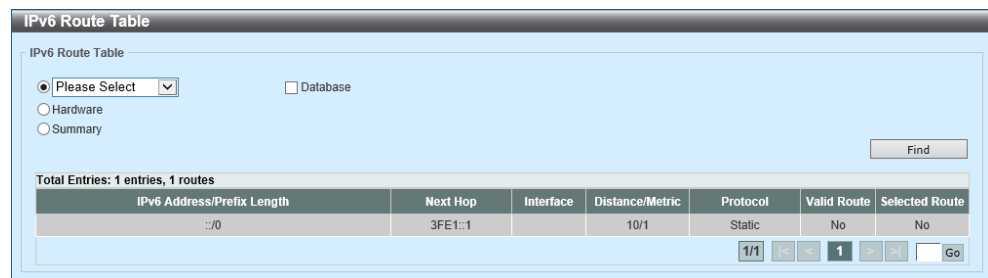 IPv6 Route Table
IPv6 Route Table
Please Select
Database
Hardware
Summary
Find
Total Entries: 1 entries, 1 routes
IPv6 Address/Prefix Length Next Hop Interface Distance/Metric Protocol Valid Route Selected Route
::/0 3FE1::1 10/1 Static No No
1/1 |< < 1 > >| Go